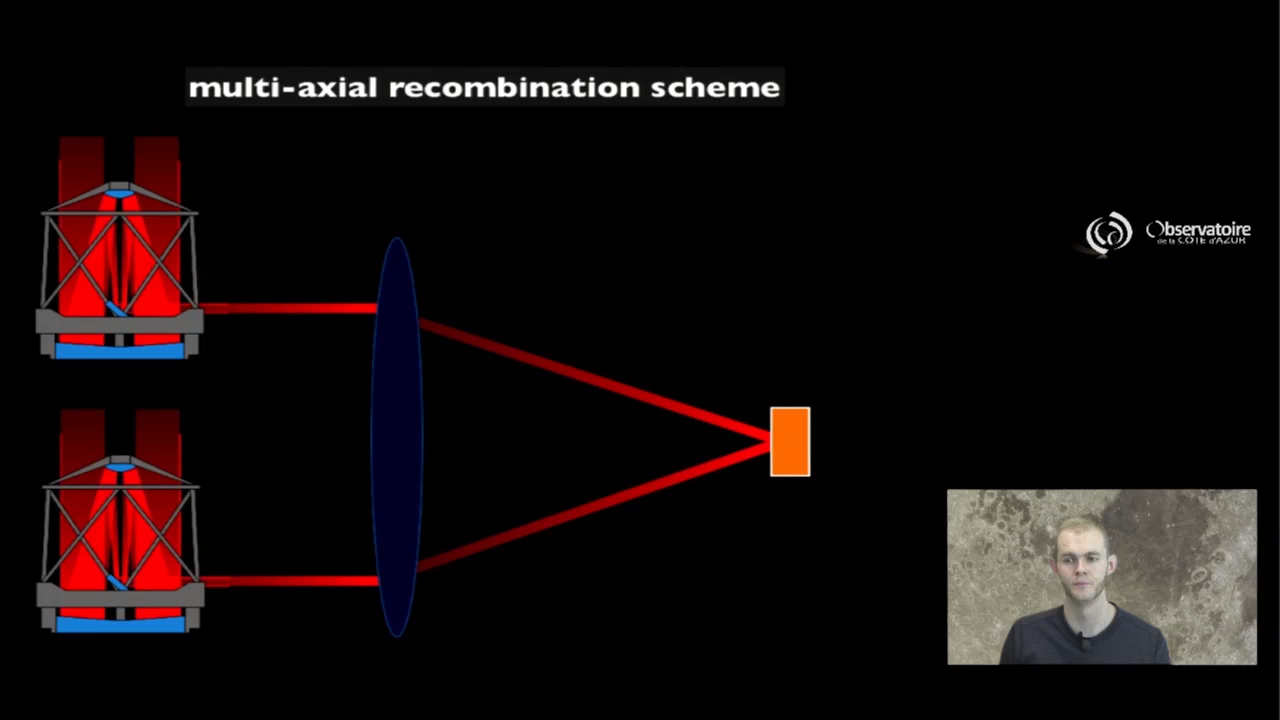 multi-axial recombination scheme
Observatoire
de la CÔTE d'AZUR